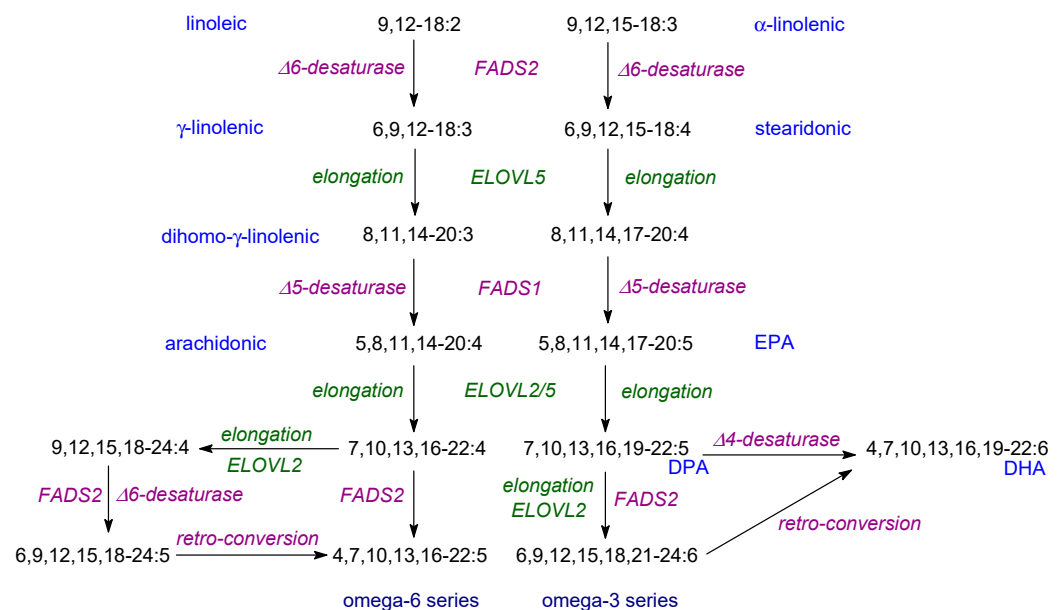 linoleic 9,12-18:2 9,12,15-18:3 α-linolenic
Δ6-desaturase FADS2 Δ6-desaturase
γ-linolenic 6,9,12-18:3 6,9,12,15-18:4 stearidonic
elongation ELOVL5 elongation
dihomo-γ-linolenic 8,11,14-20:3 8,11,14,17-20:4
Δ5-desaturase FADS1 Δ5-desaturase
arachidonic 5,8,11,14-20:4 5,8,11,14,17-20:5 EPA
elongation ELOVL2/5 elongation
9,12,15,18-24:4 elongation 7,10,13,16-22:4 7,10,13,16,19-22:5 Δ4-desaturase 4,7,10,13,16,19-22:6
ELOVL2 DPA DHA
FADS2 Δ6-desaturase FADS2 elongation FADS2
ELOVL2
retro-conversion
6,9,12,15,18-24:5 retro-conversion 4,7,10,13,16-22:5 6,9,12,15,18,21-24:6
omega-6 series omega-3 series